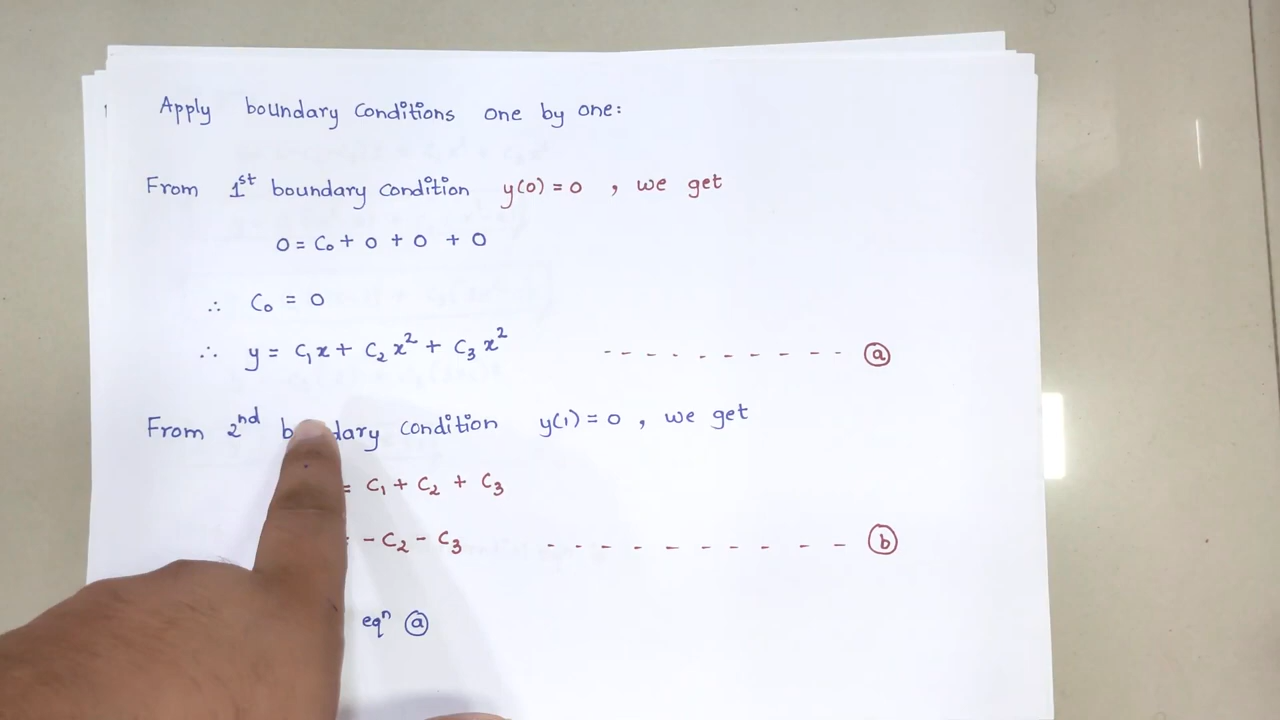 Apply boundary Conditions one by one:
From 1st boundary condition y(0) = 0 , we get
0 = C₀ + 0 + 0 + 0
∴ C₀ = 0
∴ y = C₁x + C₂x² + C₃x² - - - - - - - - - - ⓐ
From 2nd condition y(1) = 0 , we get
= C₁ + C₂ + C₃
= -C₂ - C₃ - - - - - - - - - - - ⓑ
eqⁿ ⓐ